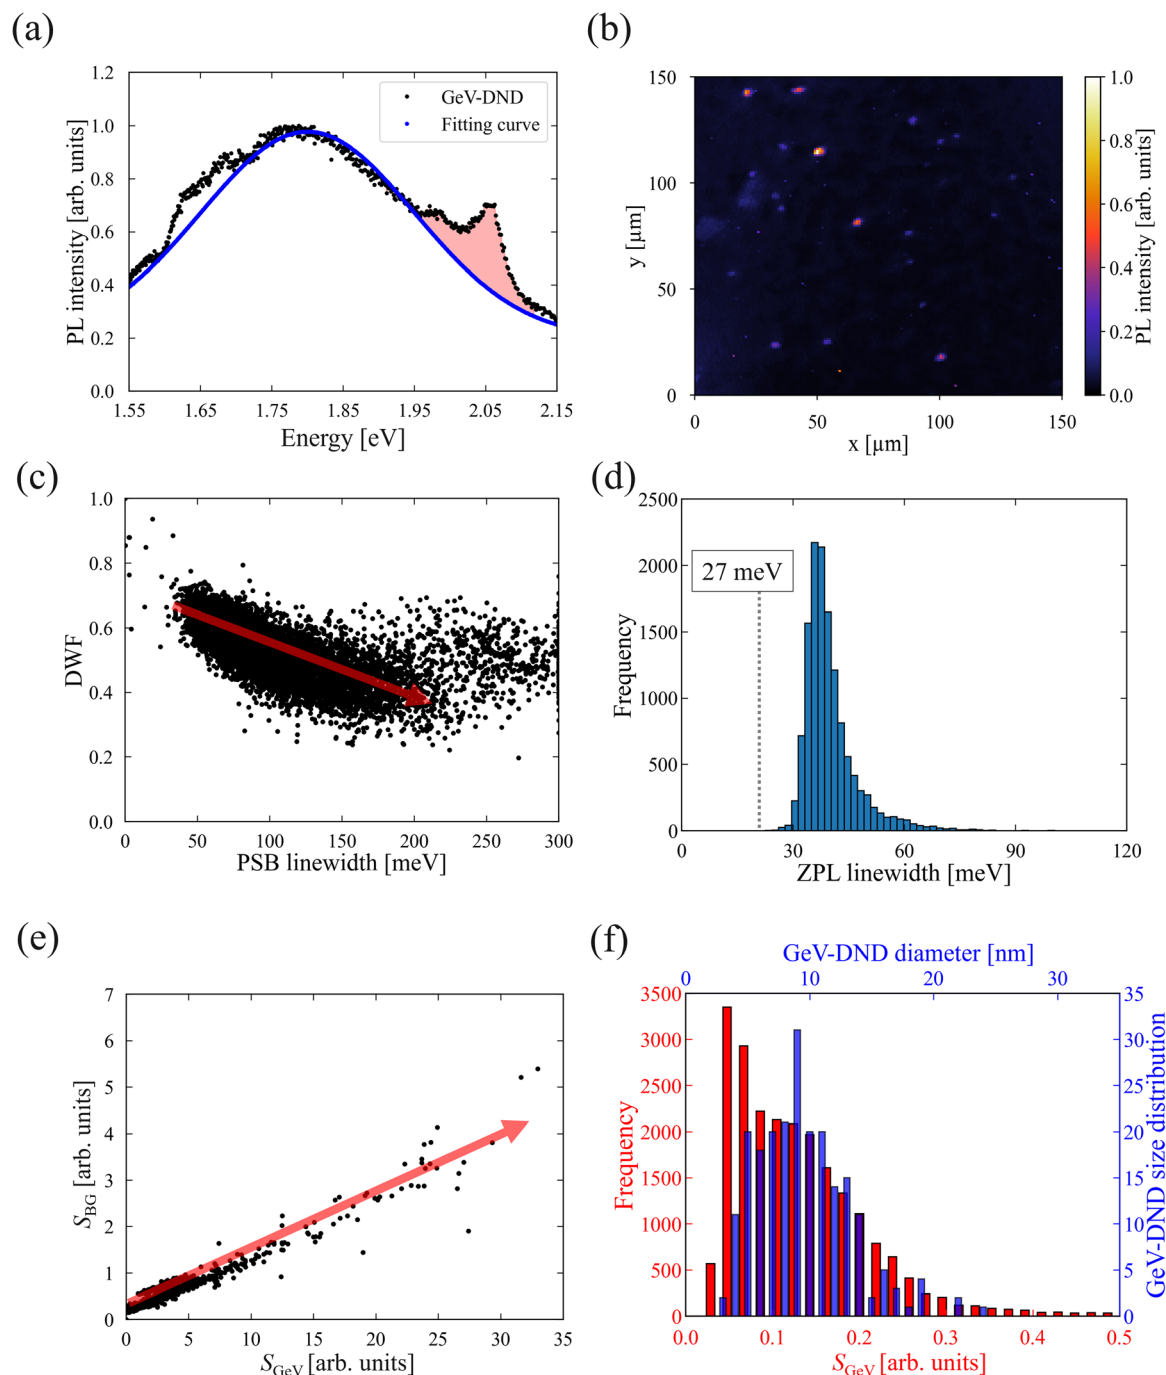 (a)
1.2
1.0
0.8
0.6
0.4
0.2
0.0
PL intensity [arb. units]
GeV-DND
Fitting curve
1.55 1.65 1.75 1.85 1.95 2.05 2.15
Energy [eV]
(b)
150
100
50
0
y [μm]
0 50 100 150
x [μm]
1.0
0.8
0.6
0.4
0.2
0.0
PL intensity [arb. units]
(c)
1.0
0.8
0.6
0.4
0.2
0.0
DWF
0 50 100 150 200 250 300
PSB linewidth [meV]
(d)
2500
2000
1500
1000
500
0
Frequency
27 meV
0 30 60 90 120
ZPL linewidth [meV]
(e)
7
6
5
4
3
2
1
0
S_BG [arb. units]
0 5 10 15 20 25 30 35
S_GeV [arb. units]
(f)
GeV-DND diameter [nm]
0 10 20 30
3500
3000
2500
2000
1500
1000
500
0
Frequency
35
30
25
20
15
10
5
0
GeV-DND size distribution
0.0 0.1 0.2 0.3 0.4 0.5
S_GeV [arb. units]